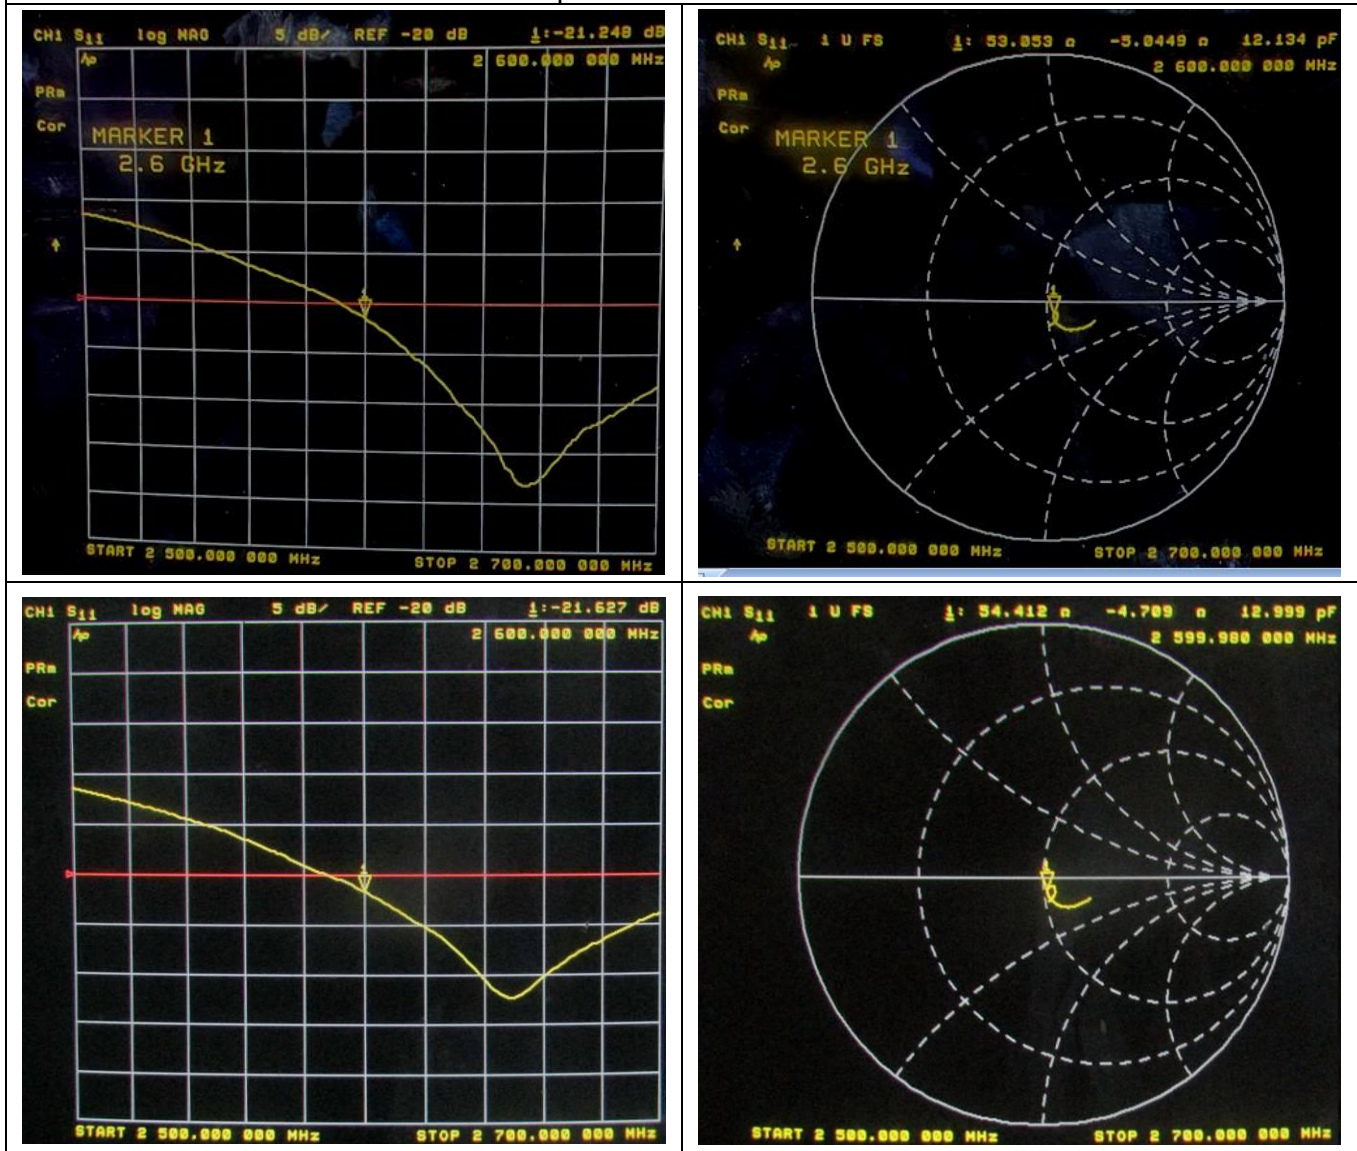 CH1 S11 log MAG 5 dB/ REF -20 dB 1:-21.248 dB
2 600.000 000 MHz
PRm
Cor
MARKER 1
2.6 GHz
1
START 2 500.000 000 MHz STOP 2 700.000 000 MHz
CH1 S11 1 U FS 1: 53.053 Ω -5.0449 Ω 12.134 pF
2 600.000 000 MHz
PRm
Cor
MARKER 1
2.6 GHz
1
START 2 500.000 000 MHz STOP 2 700.000 000 MHz
CH1 S11 log MAG 5 dB/ REF -20 dB 1:-21.627 dB
2 600.000 000 MHz
PRm
Cor
1
START 2 500.000 000 MHz STOP 2 700.000 000 MHz
CH1 S11 1 U FS 1: 54.412 Ω -4.709 Ω 12.999 pF
2 599.980 000 MHz
PRm
Cor
1
START 2 500.000 000 MHz STOP 2 700.000 000 MHz